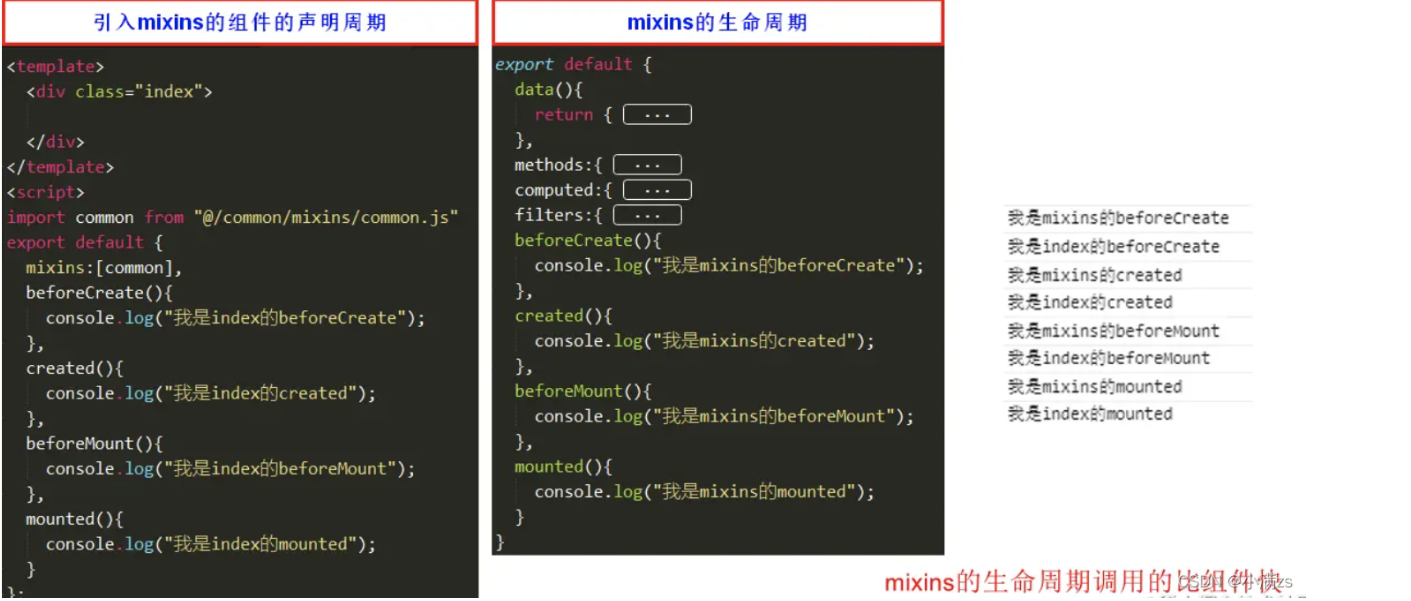 引入mixins的组件的声明周期
<template>
<div class="index">
</div>
</template>
<script>
import common from "@/common/mixins/common.js"
export default {
mixins:[common],
beforeCreate(){
console.log("我是index的beforeCreate");
},
created(){
console.log("我是index的created");
},
beforeMount(){
console.log("我是index的beforeMount");
},
mounted(){
console.log("我是index的mounted");
}
};
mixins的生命周期
export default {
data(){
return { ...
},
methods:{ ...
computed:{ ...
filters:{ ...
beforeCreate(){
console.log("我是mixins的beforeCreate");
},
created(){
console.log("我是mixins的created");
},
beforeMount(){
console.log("我是mixins的beforeMount");
},
mounted(){
console.log("我是mixins的mounted");
}
}
我是mixins的beforeCreate
我是index的beforeCreate
我是mixins的created
我是index的created
我是mixins的beforeMount
我是index的beforeMount
我是mixins的mounted
我是index的mounted
mixins的生命周期调用的比组件快
CSDN